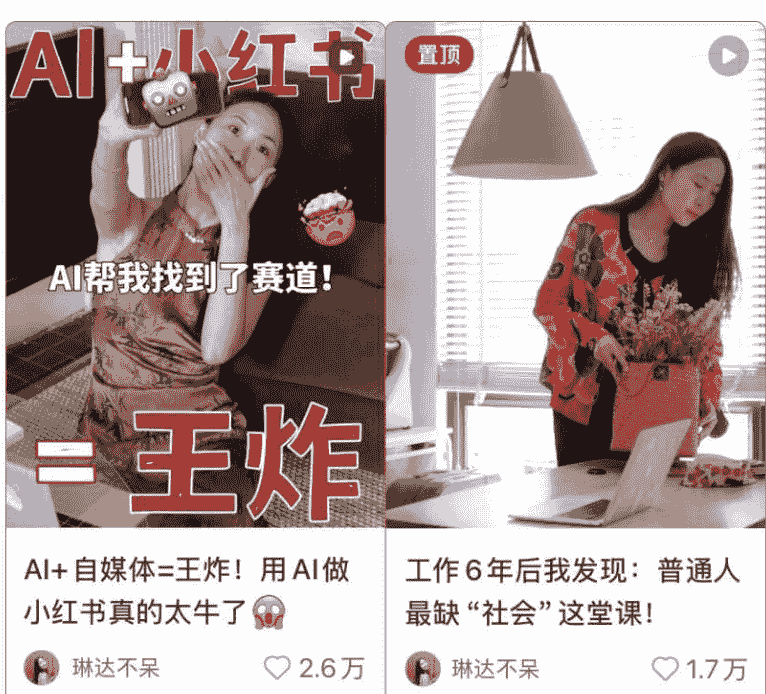 AI+小红书
AI帮我找到了赛道！
=王炸
AI+自媒体=王炸！用AI做
小红书真的太牛了😱
琳达不呆
2.6万
置顶
工作6年后我发现：普通人
最缺“社会”这堂课！
琳达不呆
1.7万